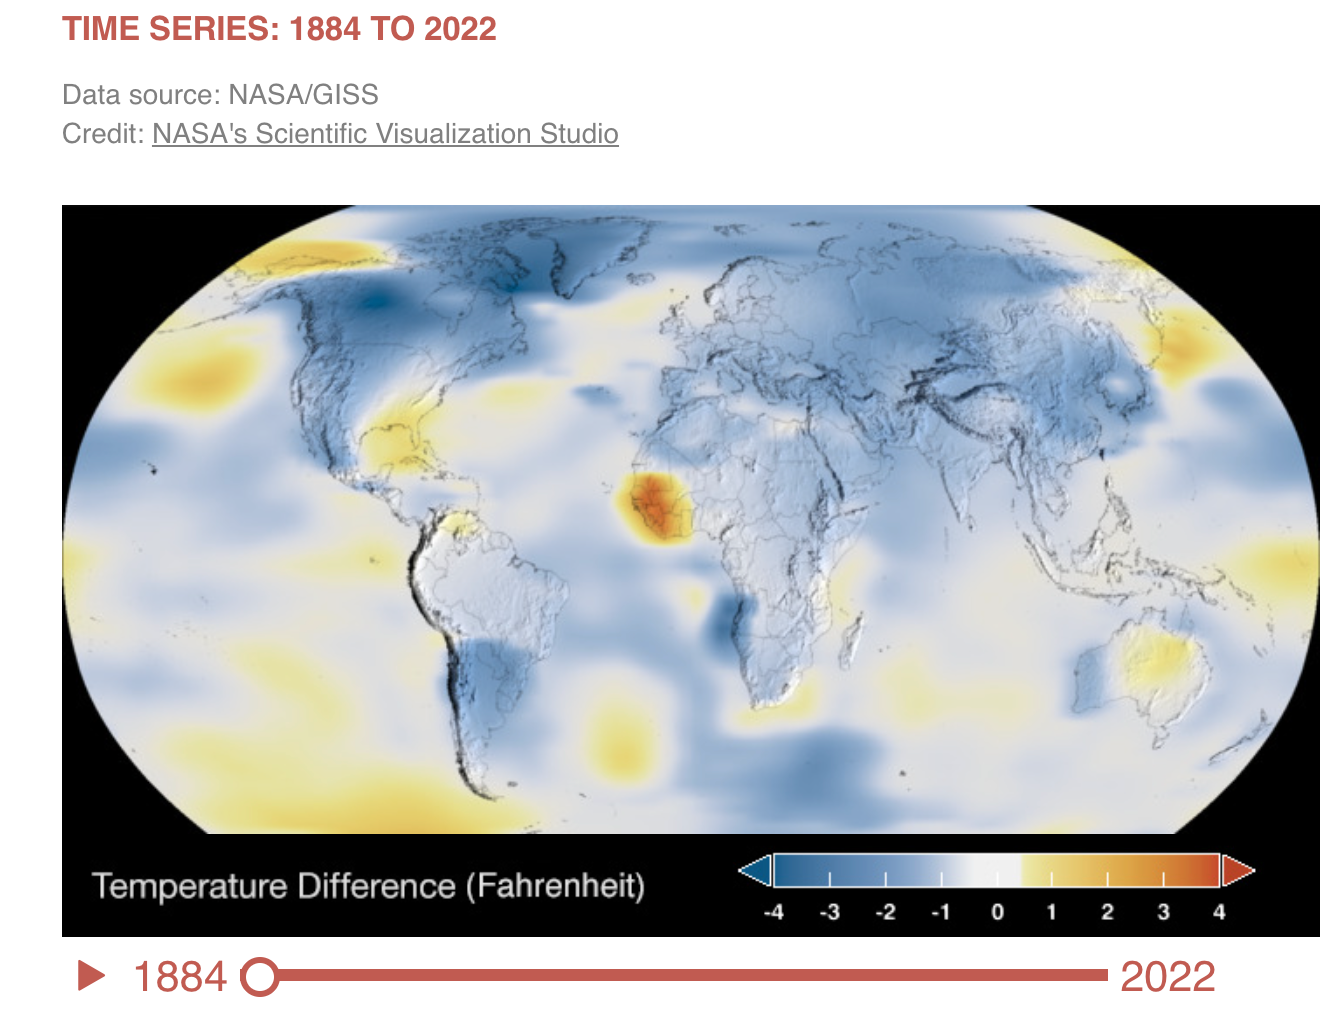 TIME SERIES: 1884 TO 2022
Data source: NASA/GISS
Credit: NASA's Scientific Visualization Studio
Temperature Difference (Fahrenheit)
-4 -3 -2 -1 0 1 2 3 4
1884 2022